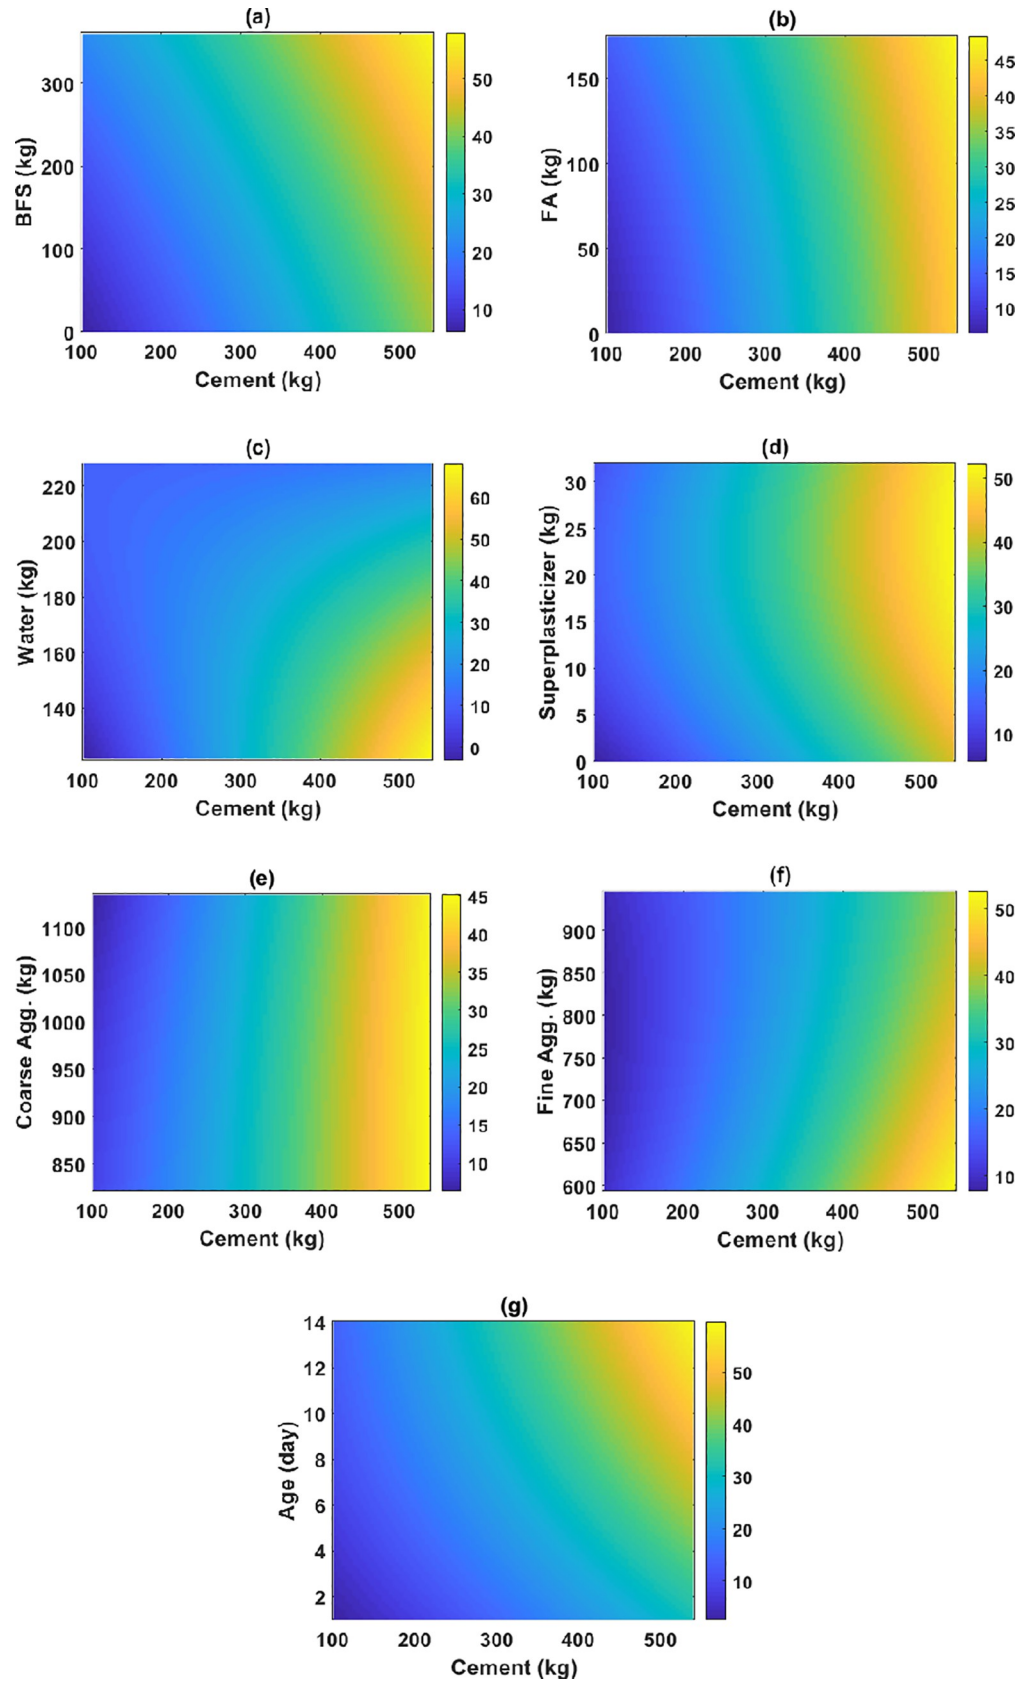 (a)
BFS (kg)
300
200
100
0
100 200 300 400 500
Cement (kg)
50
40
30
20
10
(b)
FA (kg)
150
100
50
0
100 200 300 400 500
Cement (kg)
45
40
35
30
25
20
15
10
(c)
Water (kg)
220
200
180
160
140
100 200 300 400 500
Cement (kg)
60
50
40
30
20
10
0
(d)
Superplasticizer (kg)
30
25
20
15
10
5
0
100 200 300 400 500
Cement (kg)
50
40
30
20
10
(e)
Coarse Agg. (kg)
1100
1050
1000
950
900
850
100 200 300 400 500
Cement (kg)
45
40
35
30
25
20
15
10
(f)
Fine Agg. (kg)
900
850
800
750
700
650
600
100 200 300 400 500
Cement (kg)
50
40
30
20
10
(g)
Age (day)
14
12
10
8
6
4
2
100 200 300 400 500
Cement (kg)
50
40
30
20
10